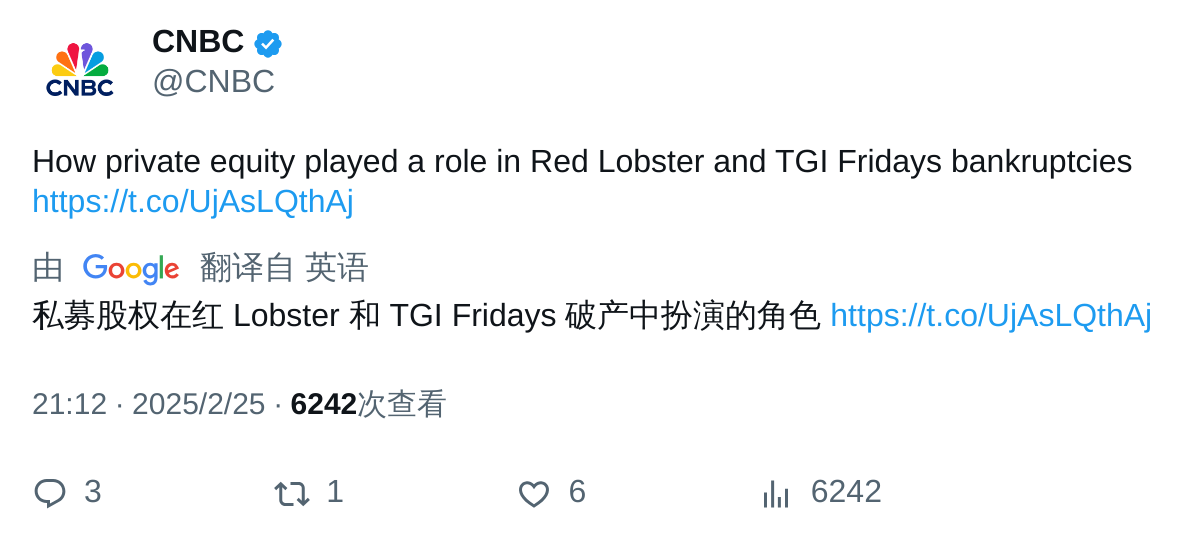 CNBC
CNBC
@CNBC
How private equity played a role in Red Lobster and TGI Fridays bankruptcies
https://t.co/UjAsLQthAj
由 Google 翻译自 英语
私募股权在红 Lobster 和 TGI Fridays 破产中扮演的角色 https://t.co/UjAsLQthAj
21:12 · 2025/2/25 · 6242次查看
3 1 6 6242